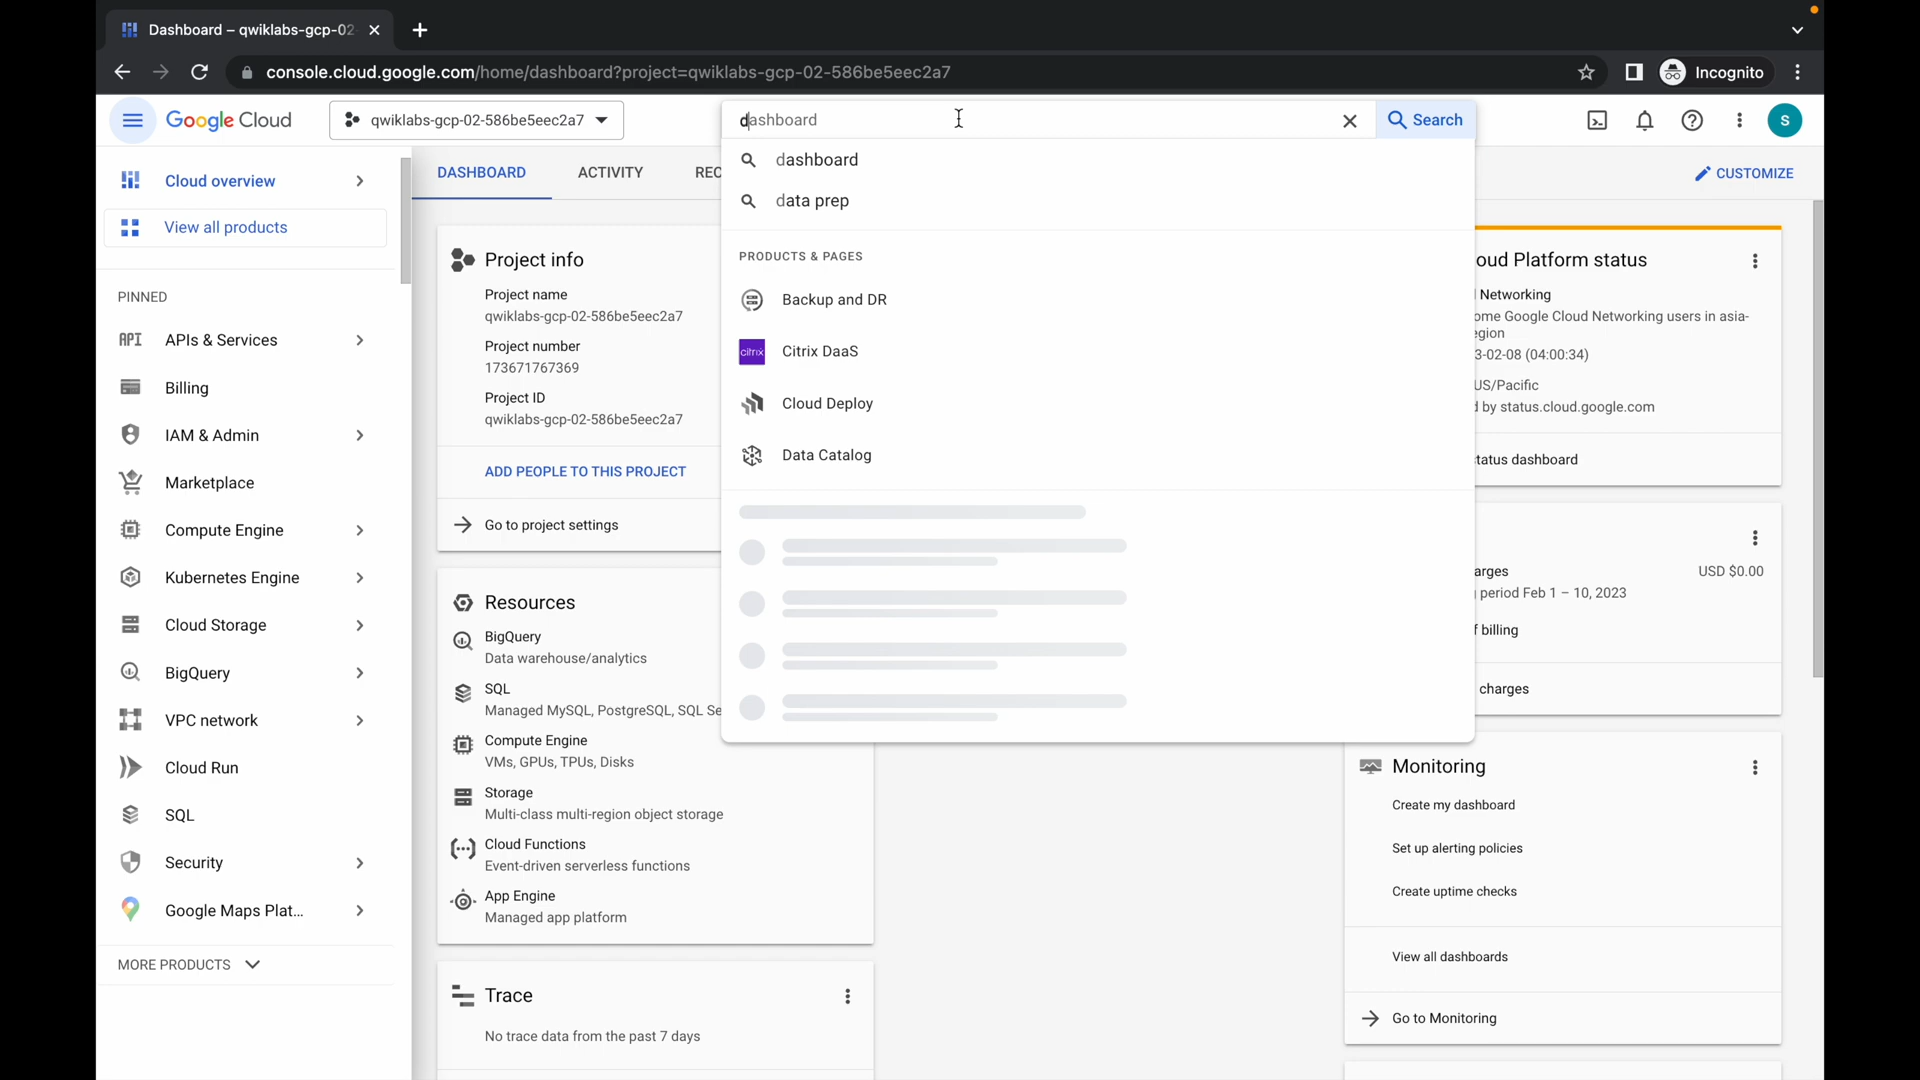 Dashboard – qwiklabs-gcp-02
console.cloud.google.com/home/dashboard?project=qwiklabs-gcp-02-586be5eec2a7
Incognito
Google Cloud
qwiklabs-gcp-02-586be5eec2a7
dashboard
Search
S
Cloud overview
View all products
PINNED
API
APIs & Services
Billing
IAM & Admin
Marketplace
Compute Engine
Kubernetes Engine
Cloud Storage
BigQuery
VPC network
Cloud Run
SQL
Security
Google Maps Plat...
MORE PRODUCTS
DASHBOARD
ACTIVITY
REC
CUSTOMIZE
Project info
Project name
qwiklabs-gcp-02-586be5eec2a7
Project number
173671767369
Project ID
qwiklabs-gcp-02-586be5eec2a7
ADD PEOPLE TO THIS PROJECT
Go to project settings
Resources
BigQuery
Data warehouse/analytics
SQL
Managed MySQL, PostgreSQL, SQL Se
Compute Engine
VMs, GPUs, TPUs, Disks
Storage
Multi-class multi-region object storage
Cloud Functions
Event-driven serverless functions
App Engine
Managed app platform
Trace
No trace data from the past 7 days
dashboard
data prep
PRODUCTS & PAGES
Backup and DR
citrix
Citrix DaaS
Cloud Deploy
Data Catalog
oud Platform status
Networking
ome Google Cloud Networking users in asia-
egion
3-02-08 (04:00:34)
US/Pacific
d by status.cloud.google.com
tatus dashboard
arges
USD $0.00
period Feb 1 – 10, 2023
f billing
charges
Monitoring
Create my dashboard
Set up alerting policies
Create uptime checks
View all dashboards
Go to Monitoring